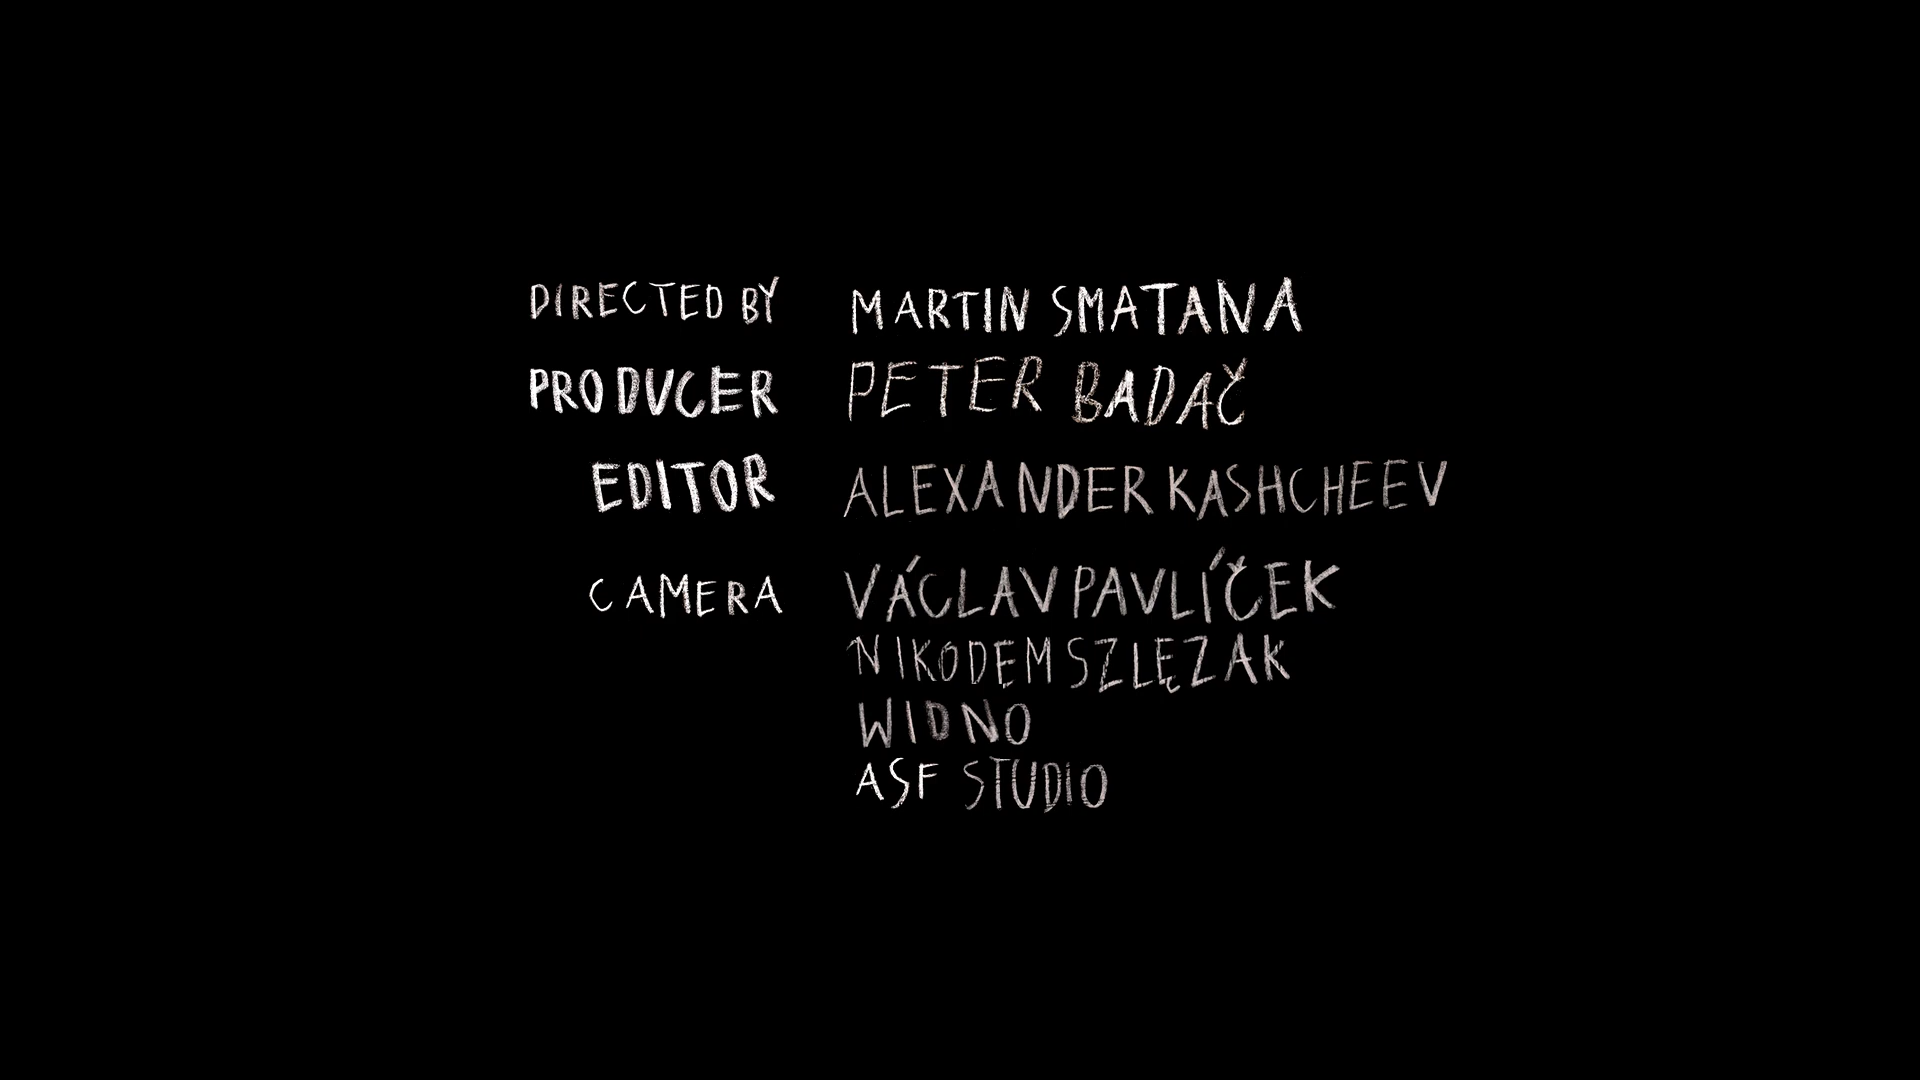 DIRECTED BY MARTIN SMATANA
PRODUCER PETER BADAČ
EDITOR ALEXANDER KASHCHEEV
CAMERA VÁCLAV PAVLÍČEK
NIKODEM SZLĘZAK
WIDNO
ASF STUDIO